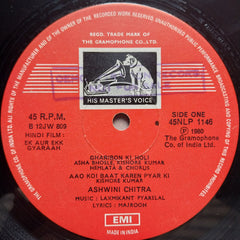 REGD. TRADE MARK OF
THE GRAMOPHONE CO., LTD.
HIS MASTER'S VOICE
45 R.P.M.
B 12JW 809
HINDI FILM:
EK AUR EKK
GYARAAH
SIDE ONE
45NLP 1146
℗ 1980
The Gramophone
Co. of India Ltd.
GHARIBON KI HOLI
ASHA BHOSLE, KISHORE KUMAR
HEMLATA & CHORUS
AAO KOI BAAT KAREN PYAR KI
KISHORE KUMAR
ASHWINI CHITRA
MUSIC : LAXMIKANT PYARELAL
LYRICS : MAJROOH
EMI
MADE IN INDIA